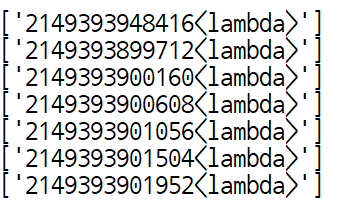 ['2149393948416<lambda>']
['2149393899712<lambda>']
['2149393900160<lambda>']
['2149393900608<lambda>']
['2149393901056<lambda>']
['2149393901504<lambda>']
['2149393901952<lambda>']